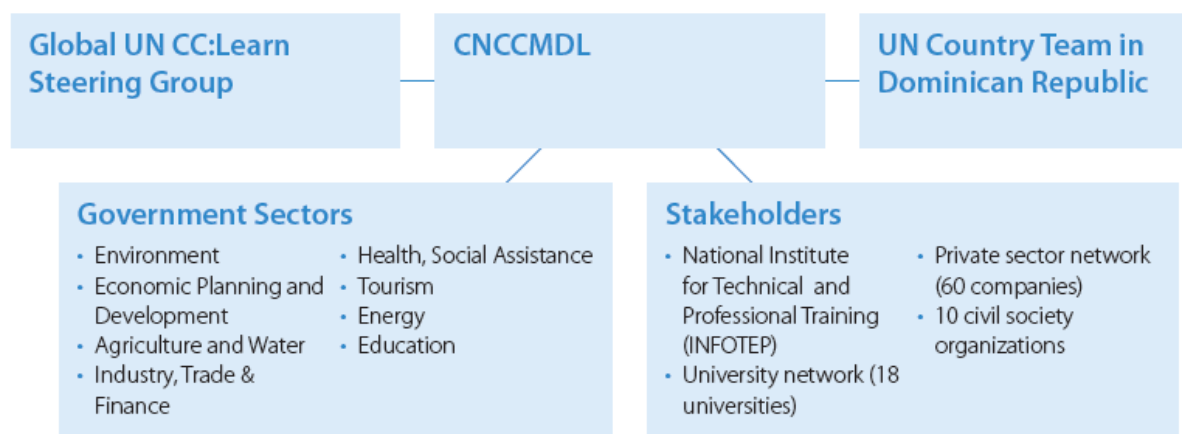 Global UN CC:Learn
Steering Group
CNCCMDL
UN Country Team in
Dominican Republic
Government Sectors
• Environment
• Economic Planning and
Development
• Agriculture and Water
• Industry, Trade &
Finance
• Health, Social Assistance
• Tourism
• Energy
• Education
Stakeholders
• National Institute
for Technical and
Professional Training
(INFOTEP)
• University network (18
universities)
• Private sector network
(60 companies)
• 10 civil society
organizations